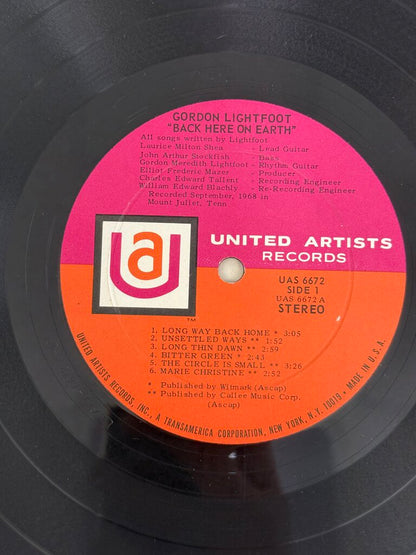 GORDON LIGHTFOOT
"BACK HERE ON EARTH"
All songs written by Lightfoot
Laurice Milton Shea - Lead Guitar
John Arthur Stockfish - Bass
Gordon Meredith Lightfoot - Rhythm Guitar
Elliot Frederic Mazer - Producer
Charles Edward Tallent - Recording Engineer
William Edward Blachly - Re-Recording Engineer
Recorded September, 1968 in
Mount Juliet, Tenn
ua
TM
UNITED ARTISTS
RECORDS
UAS 6672
SIDE 1
UAS 6672 A
STEREO
1. LONG WAY BACK HOME * 3:05
2. UNSETTLED WAYS ** 1:52
3. LONG THIN DAWN ** 2:59
4. BITTER GREEN * 2:43
5. THE CIRCLE IS SMALL ** 3:26
6. MARIE CHRISTINE ** 2:52
* Published by Witmark (Ascap)
** Published by Callee Music Corp.
(Ascap)
UNITED ARTISTS RECORDS, INC., A TRANSAMERICA CORPORATION, NEW YORK, N.Y. 10019 • MADE IN U.S.A.